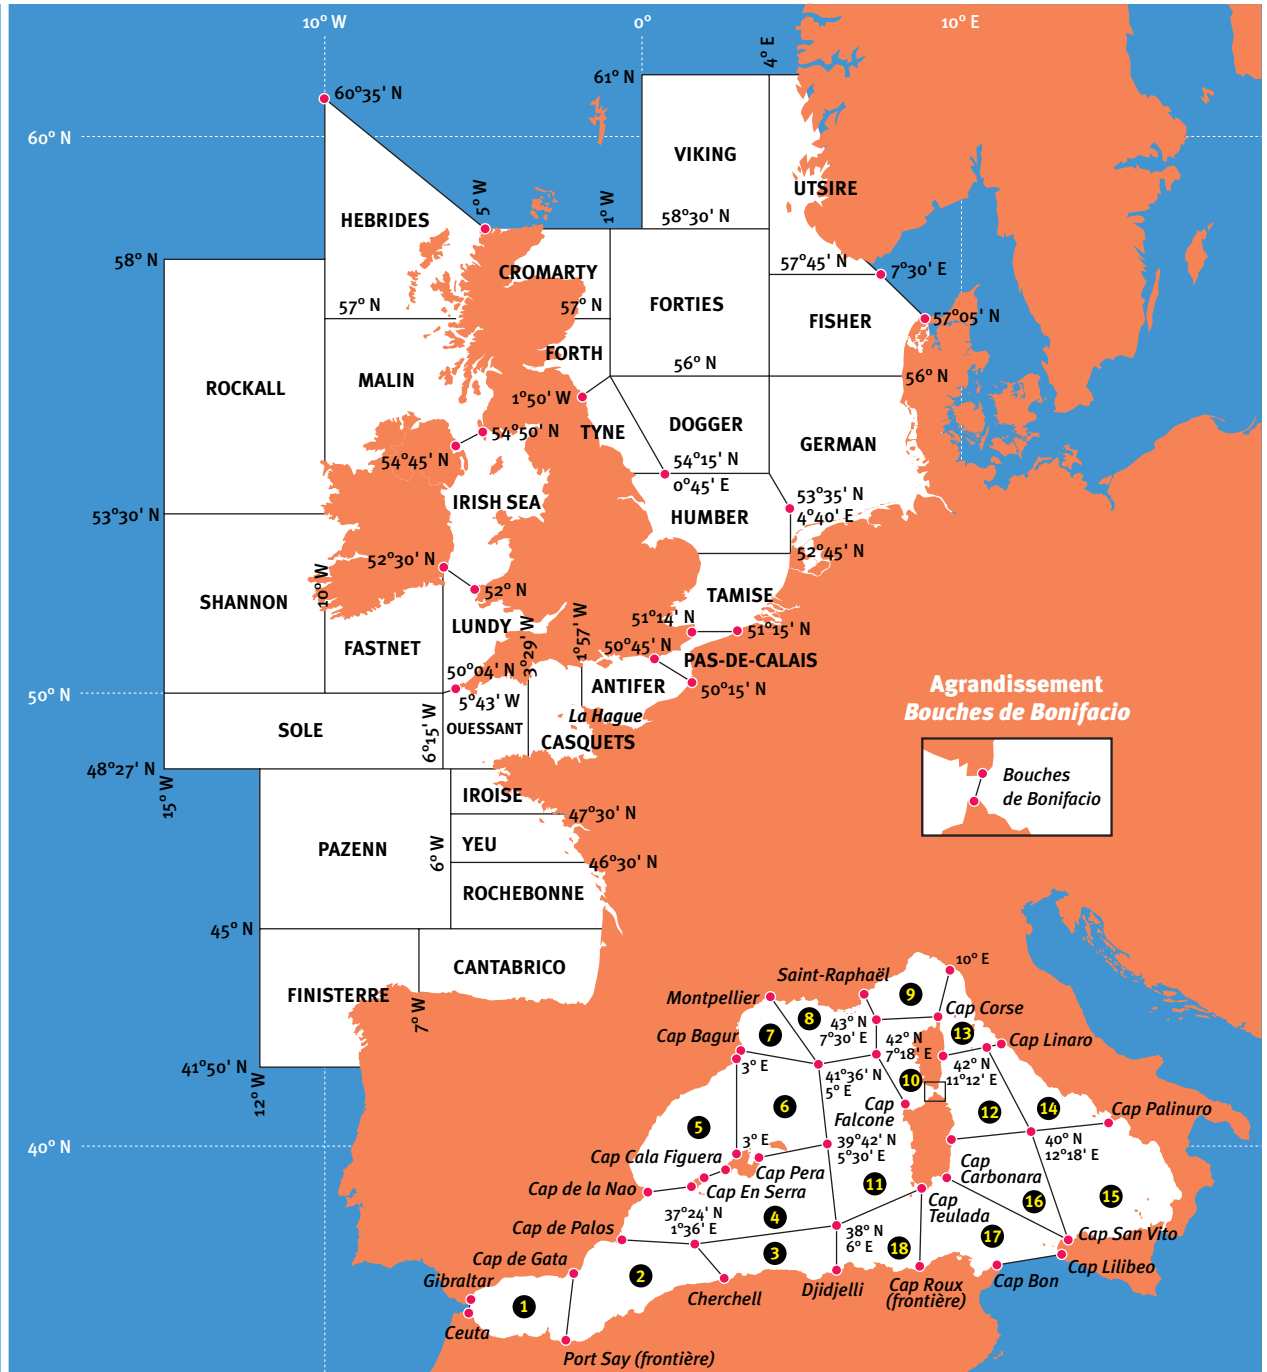 10° W
0°
10° E
4° E
61° N
60°35' N
60° N
VIKING
UTSIRE
5° W
1° W
HEBRIDES
58°30' N
58° N
57°45' N
7°30' E
CROMARTY
57° N
57° N
FORTIES
FISHER
57°05' N
FORTH
56° N
56° N
ROCKALL
MALIN
1°50' W
TYNE
DOGGER
54°50' N
GERMAN
54°45' N
54°15' N
0°45' E
IRISH SEA
53°35' N
4°40' E
53°30' N
HUMBER
52°45' N
52°30' N
10° W
52° N
SHANNON
TAMISE
LUNDY
3°29' W
1°57' W
51°14' N
51°15' N
FASTNET
50°45' N
PAS-DE-CALAIS
50°04' N
ANTIFER
50°15' N
50° N
5°43' W
La Hague
SOLE
6°15' W
OUESSANT
CASQUETS
48°27' N
15° W
Agrandissement
Bouches de Bonifacio
Bouches
de Bonifacio
IROISE
47°30' N
PAZENN
6° W
YEU
46°30' N
ROCHEBONNE
45° N
CANTABRICO
FINISTERRE
7° W
41°50' N
12° W
10° E
Saint-Raphaël
Montpellier
9
8
43° N
7°30' E
Cap Corse
7
Cap Bagur
42° N
7°18' E
13
Cap Linaro
3° E
41°36' N
5° E
10
42° N
11°12' E
6
Cap
Falcone
12
14
Cap Palinuro
5
40° N
3° E
39°42' N
5°30' E
40° N
12°18' E
Cap Cala Figuera
Cap Pera
Cap
Carbonara
Cap de la Nao
Cap En Serra
11
Cap
Teulada
16
15
37°24' N
1°36' E
4
Cap de Palos
38° N
6° E
18
17
Cap San Vito
Cap de Gata
3
Cap Lilibeo
2
Gibraltar
Cherchell
Djidjelli
Cap Roux
(frontière)
Cap Bon
1
Ceuta
Port Say (frontière)